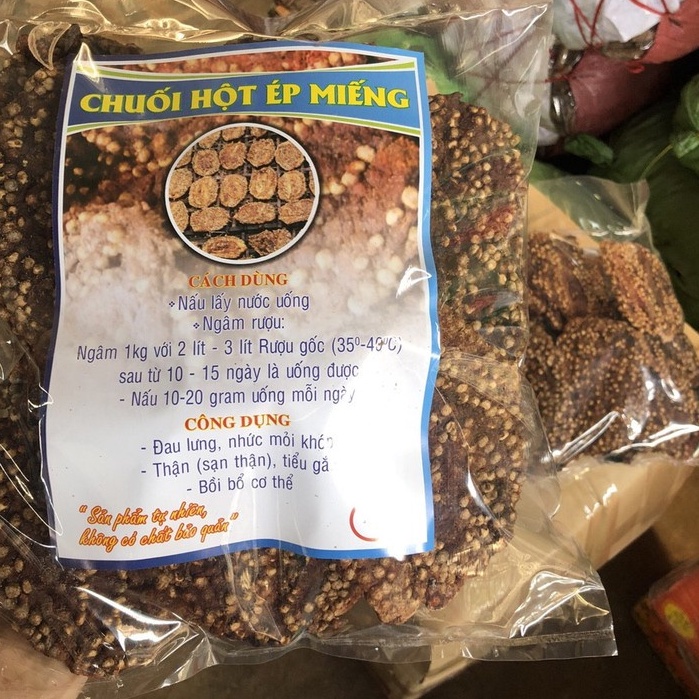 CHUỐI HỘT ÉP MIẾNG
CÁCH DÙNG
Nấu lấy nước uống
Ngâm rượu:
Ngâm 1kg với 2 lít - 3 lít Rượu gốc (35⁰-40⁰C)
sau từ 10 - 15 ngày là uống được
- Nấu 10-20 gram uống mỗi ngày
CÔNG DỤNG
- Đau lưng, nhức mỏi
- Thận (sạn thận), tiểu
- Bồi bổ cơ thể
"Sản phẩm tự nhiên,
không có chất bảo quản"